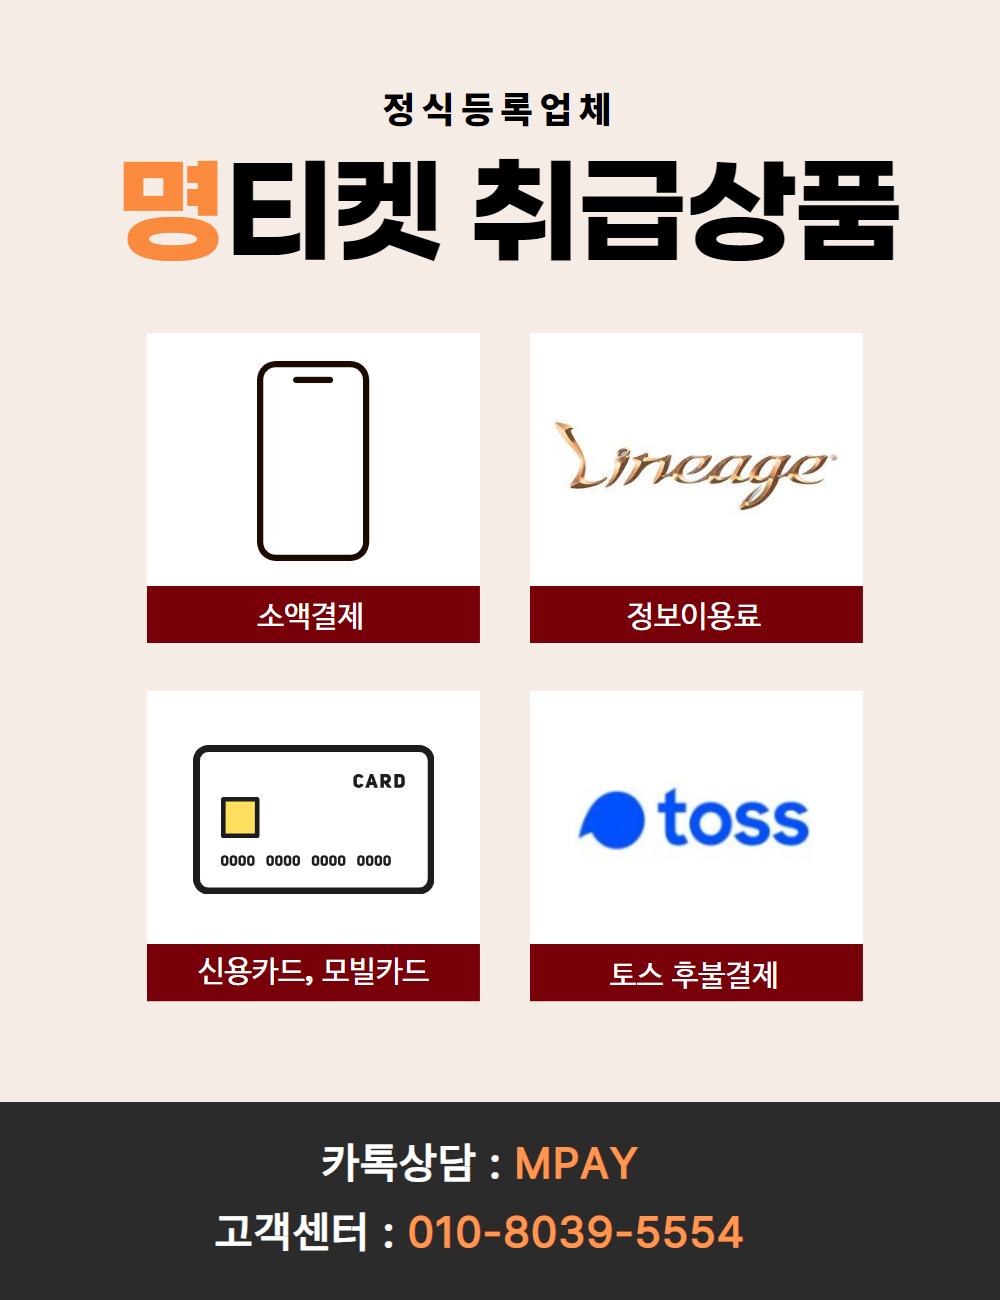 정식등록업체
명티켓 취급상품
Lineage
소액결제
정보이용료
CARD
0000 0000 0000 0000
toss
신용카드, 모빌카드
토스 후불결제
카톡상담 : MPAY
고객센터 : 010-8039-5554